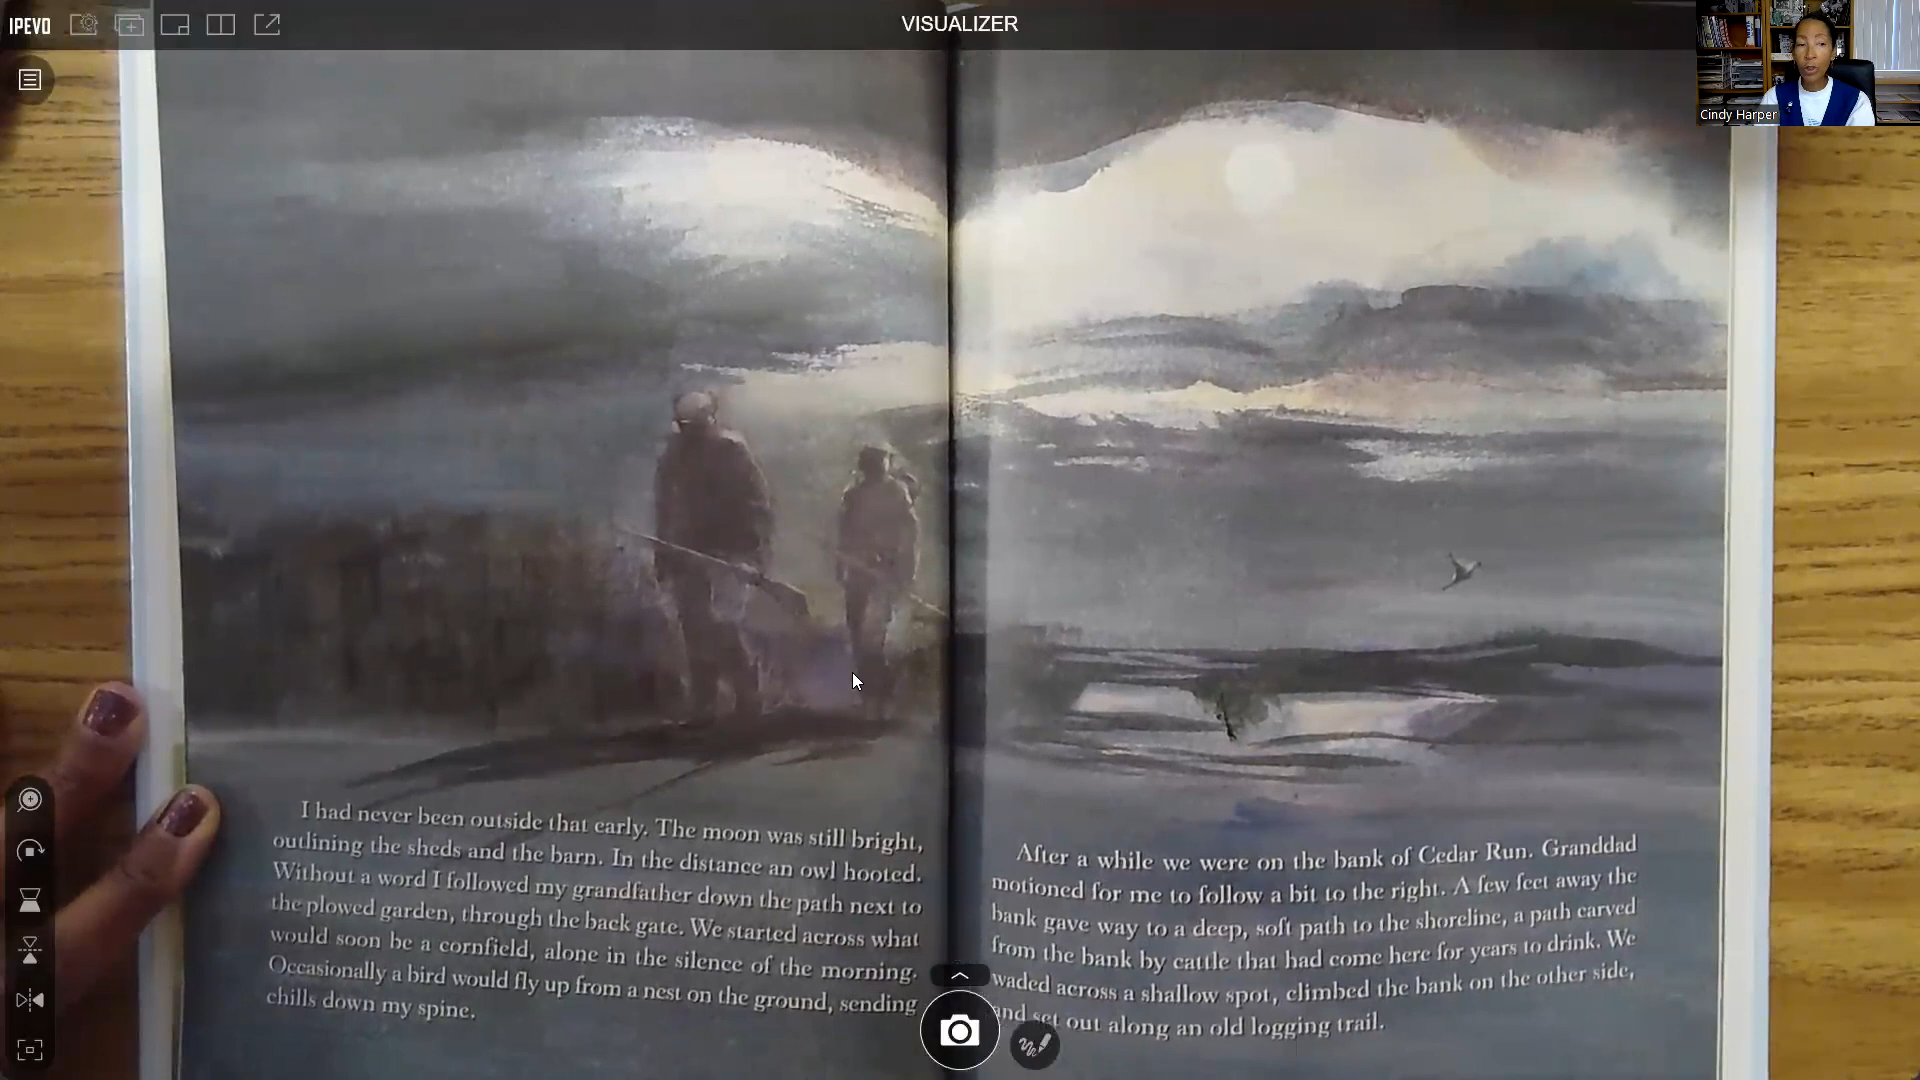 IPEVO
VISUALIZER
Cindy Harper
I had never been outside that early. The moon was still bright,
outlining the sheds and the barn. In the distance an owl hooted.
Without a word I followed my grandfather down the path next to
the plowed garden, through the back gate. We started across what
would soon be a cornfield, alone in the silence of the morning.
Occasionally a bird would fly up from a nest on the ground, sending
chills down my spine.
After a while we were on the bank of Cedar Run. Granddad
motioned for me to follow a bit to the right. A few feet away the
bank gave way to a deep, soft path to the shoreline, a path carved
from the bank by cattle that had come here for years to drink. We
waded across a shallow spot, climbed the bank on the other side,
and set out along an old logging trail.